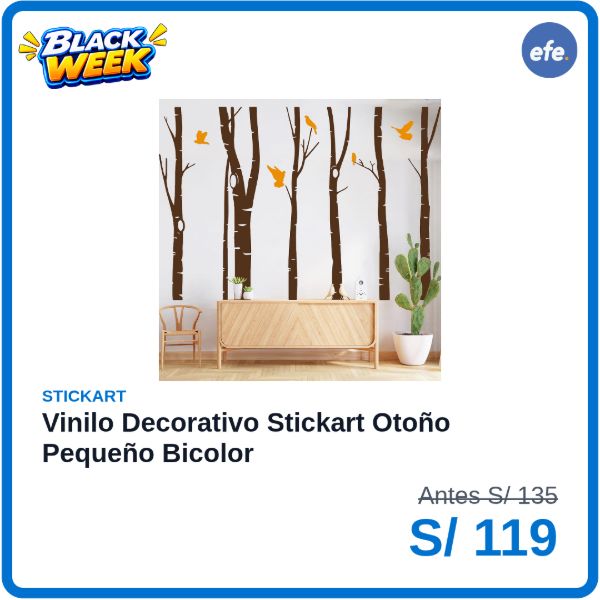 BLACK
WEEK
efe.
STICKART
Vinilo Decorativo Stickart Otoño
Pequeño Bicolor
Antes S/ 135
S/ 119